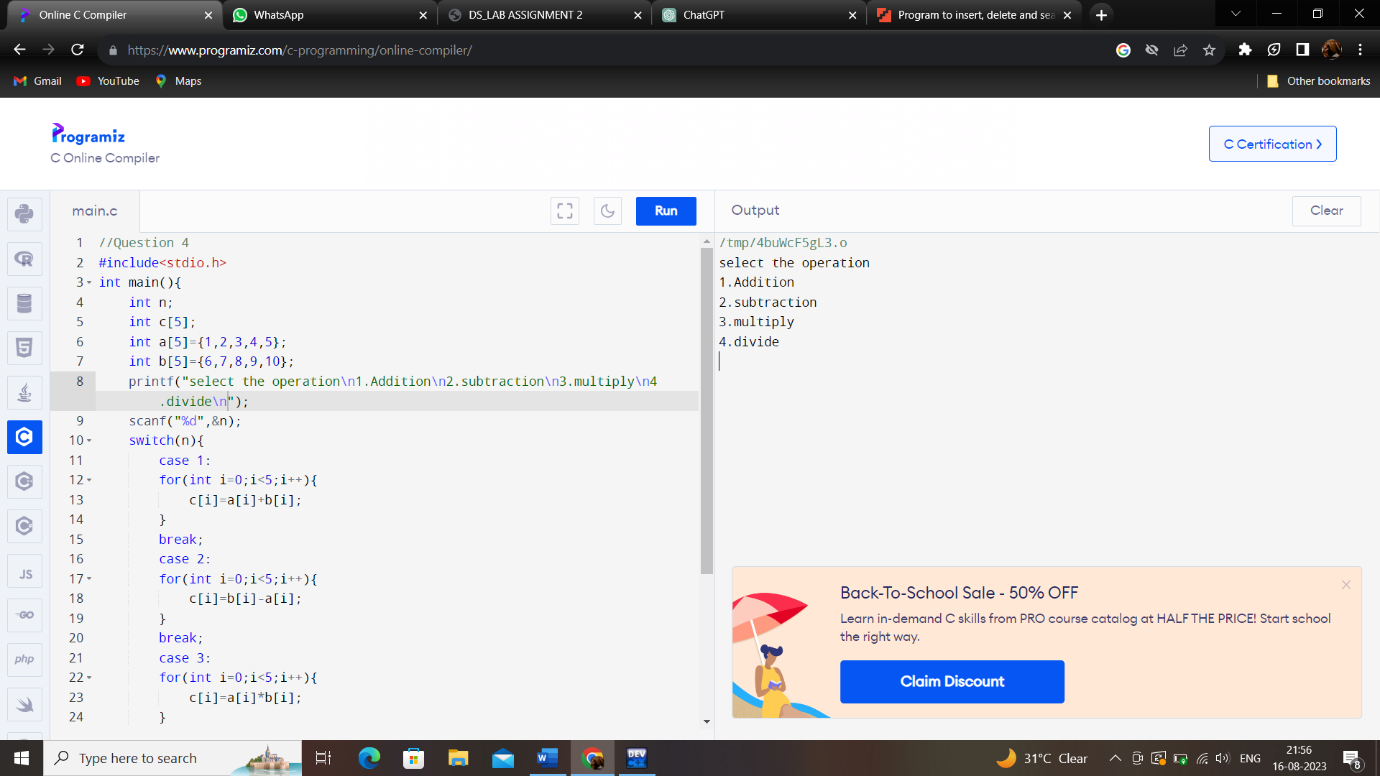 Online C Compiler
WhatsApp
DS_LAB ASSIGNMENT 2
ChatGPT
Program to insert, delete and sea
https://www.programiz.com/c-programming/online-compiler/
Gmail
YouTube
Maps
Other bookmarks
Programiz
C Online Compiler
C Certification
main.c
Run
Output
Clear
1 //Question 4
2 #include<stdio.h>
3 int main(){
4 int n;
5 int c[5];
6 int a[5]={1,2,3,4,5};
7 int b[5]={6,7,8,9,10};
8 printf("select the operation\n1.Addition\n2.subtraction\n3.multiply\n4
.divide\n");
9 scanf("%d",&n);
10 switch(n){
11 case 1:
12 for(int i=0;i<5;i++){
13 c[i]=a[i]+b[i];
14 }
15 break;
16 case 2:
17 for(int i=0;i<5;i++){
18 c[i]=b[i]-a[i];
19 }
20 break;
21 case 3:
22 for(int i=0;i<5;i++){
23 c[i]=a[i]*b[i];
24 }
/tmp/4buWcF5gL3.o
select the operation
1.Addition
2.subtraction
3.multiply
4.divide
Back-To-School Sale - 50% OFF
Learn in-demand C skills from PRO course catalog at HALF THE PRICE! Start school
the right way.
Claim Discount
JS
GO
php
Type here to search
DEV
31°C Clear
ENG
21:56
16-08-2023
8